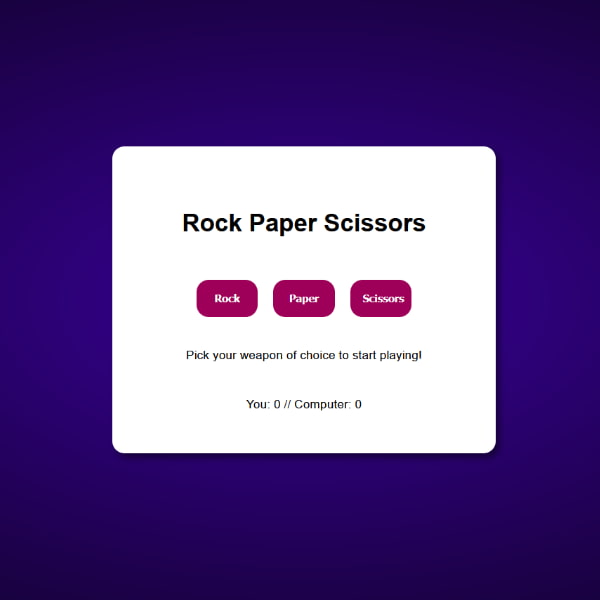 Rock Paper Scissors
Rock Paper Scissors
Pick your weapon of choice to start playing!
You: 0 // Computer: 0